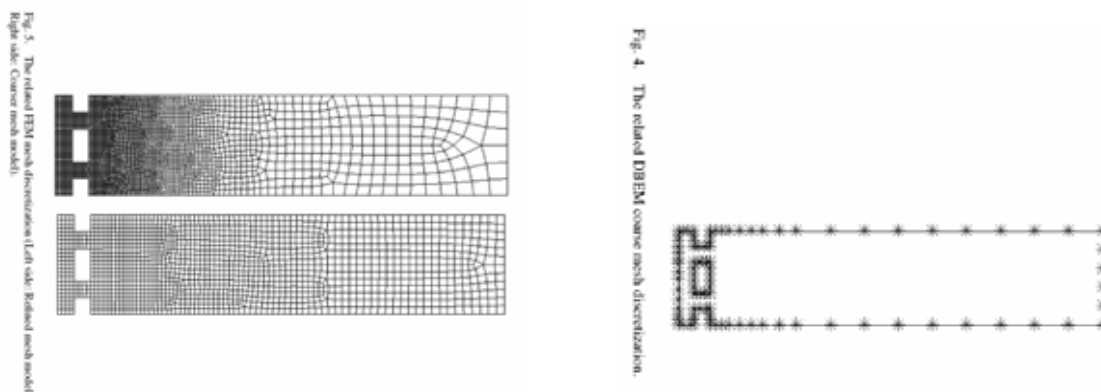 Fig. 5. The related FEM mesh discretization (Left side: Refined mesh model
Right side: Coarser mesh model).
Fig. 4. The related DBEM coarse mesh discretization.